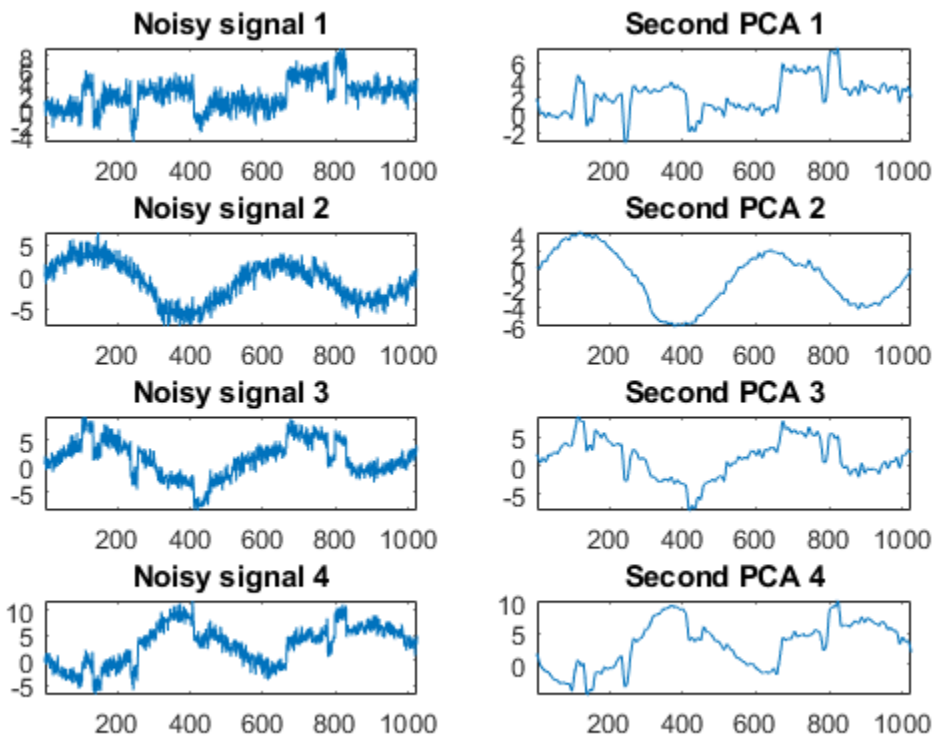 Noisy signal 1
Second PCA 1
8
6
4
2
0
-2
-4
200 400 600 800 1000
6
4
2
0
-2
200 400 600 800 1000
Noisy signal 2
Second PCA 2
5
0
-5
200 400 600 800 1000
4
2
0
-2
-4
-6
200 400 600 800 1000
Noisy signal 3
Second PCA 3
5
0
-5
200 400 600 800 1000
5
0
-5
200 400 600 800 1000
Noisy signal 4
Second PCA 4
10
5
0
-5
200 400 600 800 1000
10
5
0
200 400 600 800 1000